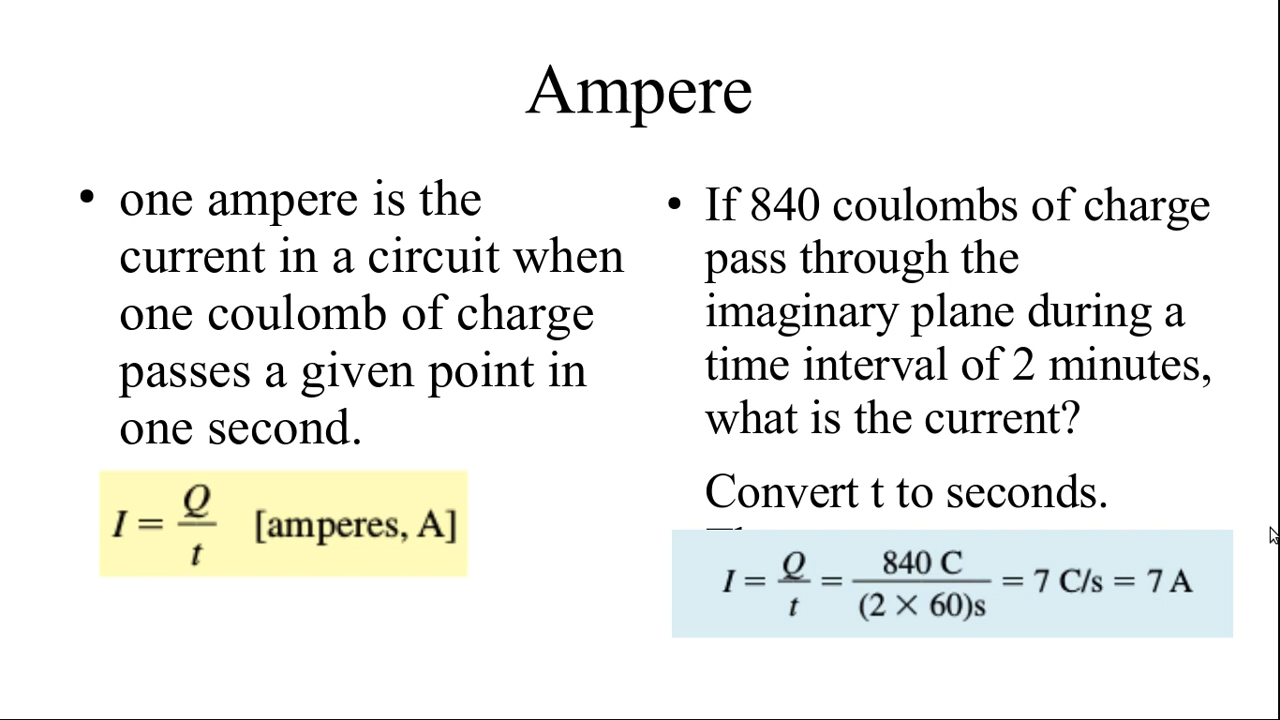 Ampere
• one ampere is the
current in a circuit when
one coulomb of charge
passes a given point in
one second.
I = Q/t [amperes, A]
• If 840 coulombs of charge
pass through the
imaginary plane during a
time interval of 2 minutes,
what is the current?
Convert t to seconds.
I = Q/t = 840 C/(2 × 60)s = 7 C/s = 7 A